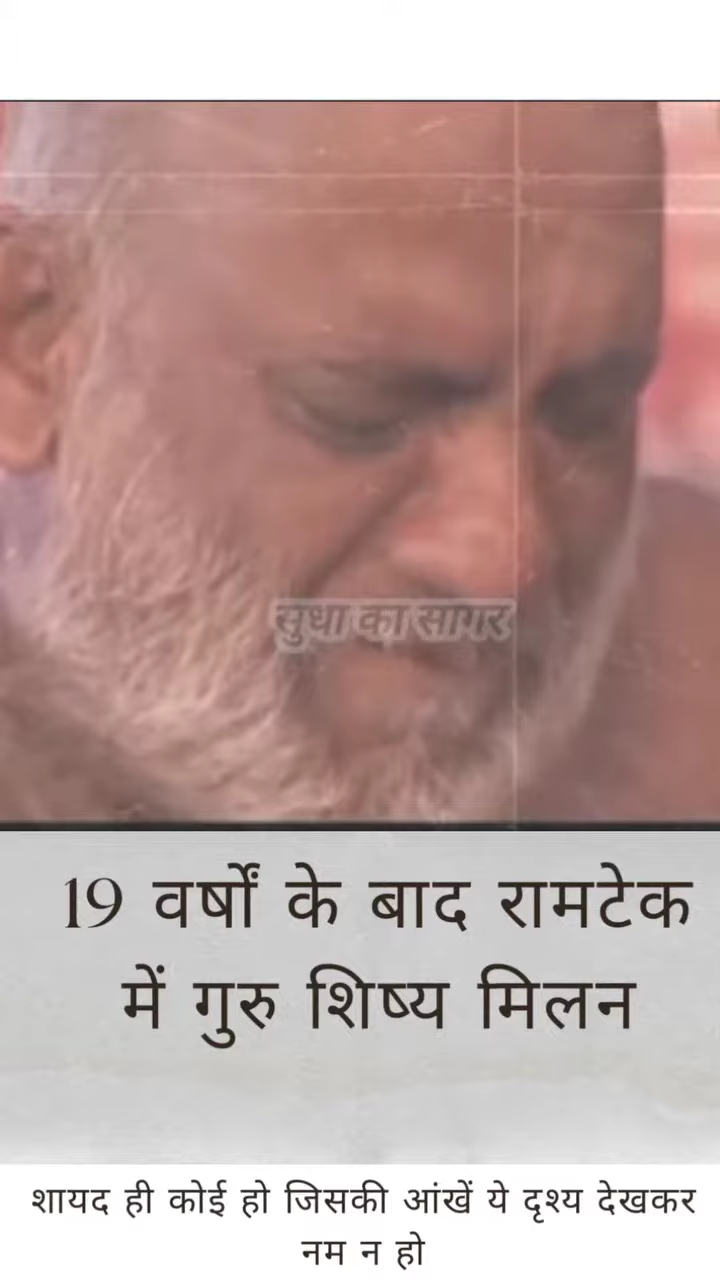 सुधा का सागर
19 वर्षों के बाद रामटेक
में गुरु शिष्य मिलन
शायद ही कोई हो जिसकी आंखें ये दृश्य देखकर
नम न हो